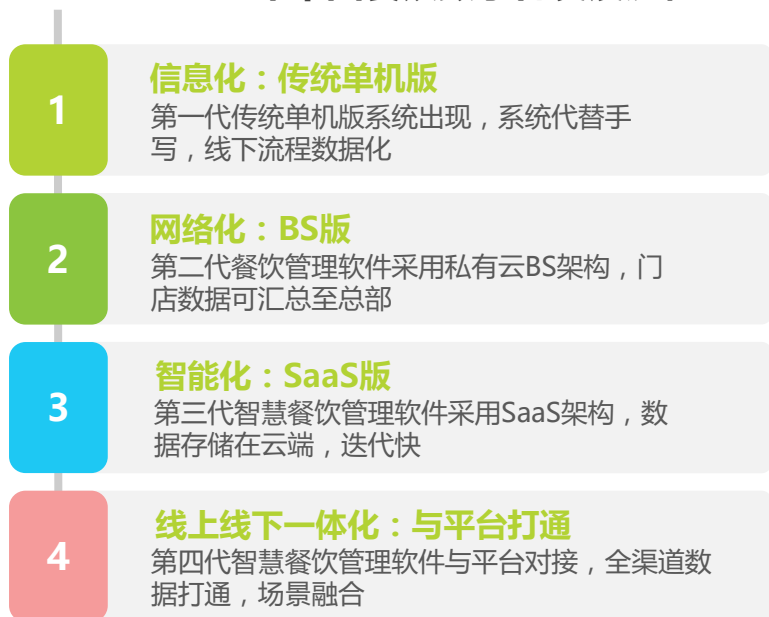 1
信息化：传统单机版
第一代传统单机版系统出现，系统代替手
写，线下流程数据化
2
网络化：BS版
第二代餐饮管理软件采用私有云BS架构，门
店数据可汇总至总部
3
智能化：SaaS版
第三代智慧餐饮管理软件采用SaaS架构，数
据存储在云端，迭代快
4
线上线下一体化：与平台打通
第四代智慧餐饮管理软件与平台对接，全渠道数
据打通，场景融合